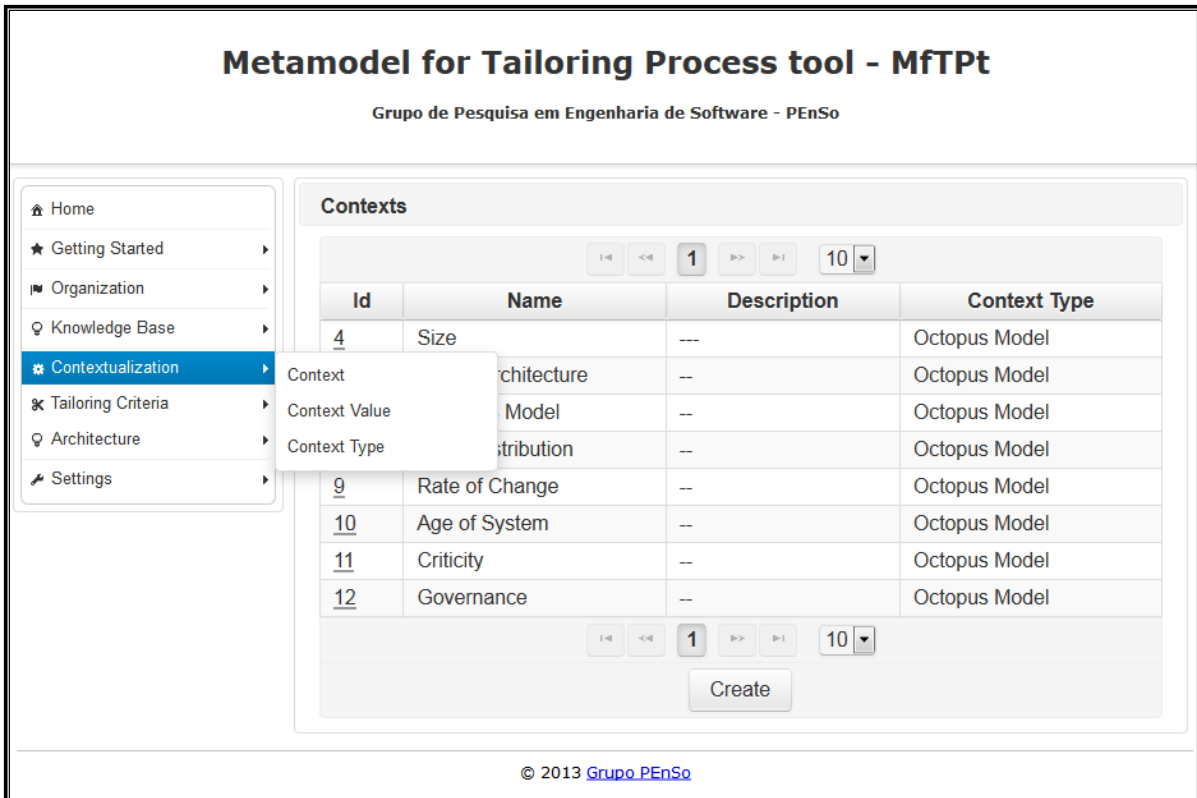 Metamodel for Tailoring Process tool - MfTPt
Grupo de Pesquisa em Engenharia de Software - PEnSo
Home
Getting Started
Organization
Knowledge Base
Contextualization
Tailoring Criteria
Architecture
Settings
Context
Context Value
Context Type
Contexts
1 10
Id Name Description Context Type
4 Size --- Octopus Model
-- Octopus Model
Model -- Octopus Model
-- Octopus Model
9 Rate of Change -- Octopus Model
10 Age of System -- Octopus Model
11 Criticity -- Octopus Model
12 Governance -- Octopus Model
1 10
Create
© 2013 Grupo PEnSo